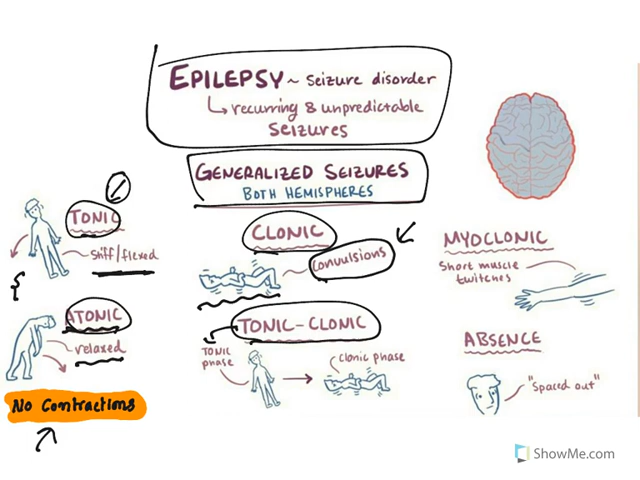 EPILEPSY ~ SEIZURE DISORDER
↳ recurring & unpredictable
SEIZURES
GENERALIZED SEIZURES
BOTH HEMISPHERES
TONIC
stiff/flexed
ATONIC
relaxed
No Contractions
CLONIC
Convulsions
TONIC-CLONIC
TONIC
phase
clonic phase
MYOCLONIC
Short muscle
twitches
ABSENCE
"Spaced out"
ShowMe.com